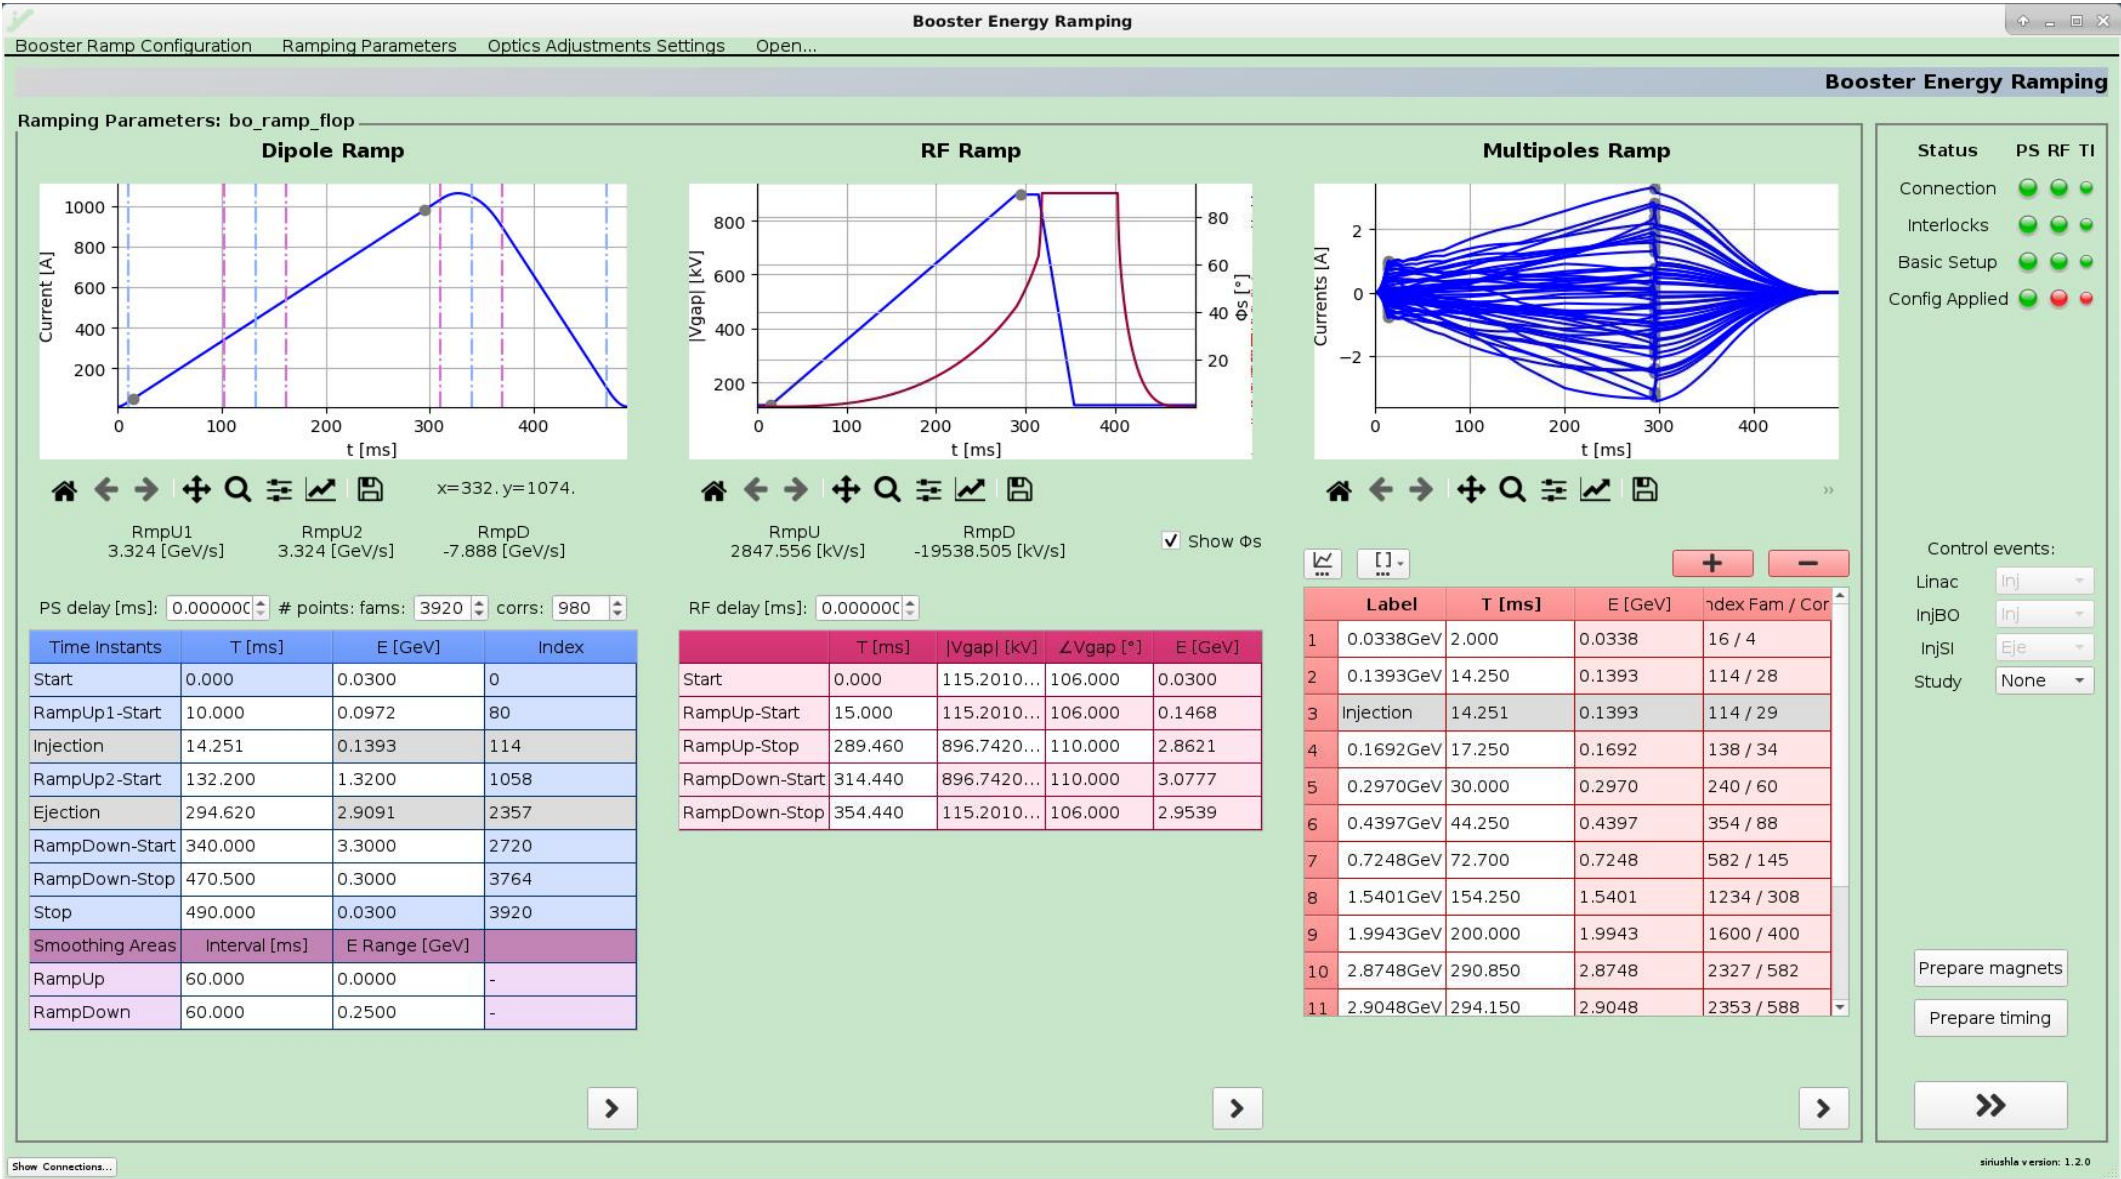 Booster Energy Ramping
Booster Ramp Configuration Ramping Parameters Optics Adjustments Settings Open...
Booster Energy Ramping
Ramping Parameters: bo_ramp_flop
Dipole Ramp
Current [A]
1000
800
600
400
200
0 100 200 300 400
t [ms]
x=332. y=1074.
RmpU1 RmpU2 RmpD
3.324 [GeV/s] 3.324 [GeV/s] -7.888 [GeV/s]
PS delay [ms]: 0.000000 # points: fams: 3920 corrs: 980
Time Instants T [ms] E [GeV] Index
Start 0.000 0.0300 0
RampUp1-Start 10.000 0.0972 80
Injection 14.251 0.1393 114
RampUp2-Start 132.200 1.3200 1058
Ejection 294.620 2.9091 2357
RampDown-Start 340.000 3.3000 2720
RampDown-Stop 470.500 0.3000 3764
Stop 490.000 0.0300 3920
Smoothing Areas Interval [ms] E Range [GeV]
RampUp 60.000 0.0000 -
RampDown 60.000 0.2500 -
RF Ramp
|Vgap| [kV]
800
600
400
200
80
60
40
20
Φs [°]
0 100 200 300 400
t [ms]
RmpU RmpD
2847.556 [kV/s] -19538.505 [kV/s]
Show Φs
RF delay [ms]: 0.000000
T [ms] |Vgap| [kV] ∠Vgap [°] E [GeV]
Start 0.000 115.2010... 106.000 0.0300
RampUp-Start 15.000 115.2010... 106.000 0.1468
RampUp-Stop 289.460 896.7420... 110.000 2.8621
RampDown-Start 314.440 896.7420... 110.000 3.0777
RampDown-Stop 354.440 115.2010... 106.000 2.9539
Multipoles Ramp
Currents [A]
2
0
−2
0 100 200 300 400
t [ms]
»
[ ]
+ −
Label T [ms] E [GeV] ndex Fam / Cor
1 0.0338GeV 2.000 0.0338 16 / 4
2 0.1393GeV 14.250 0.1393 114 / 28
3 Injection 14.251 0.1393 114 / 29
4 0.1692GeV 17.250 0.1692 138 / 34
5 0.2970GeV 30.000 0.2970 240 / 60
6 0.4397GeV 44.250 0.4397 354 / 88
7 0.7248GeV 72.700 0.7248 582 / 145
8 1.5401GeV 154.250 1.5401 1234 / 308
9 1.9943GeV 200.000 1.9943 1600 / 400
10 2.8748GeV 290.850 2.8748 2327 / 582
11 2.9048GeV 294.150 2.9048 2353 / 588
Status PS RF TI
Connection
Interlocks
Basic Setup
Config Applied
Control events:
Linac Inj
InjBO Inj
InjSI Eje
Study None
Prepare magnets
Prepare timing
Show Connections...
siriushla version: 1.2.0